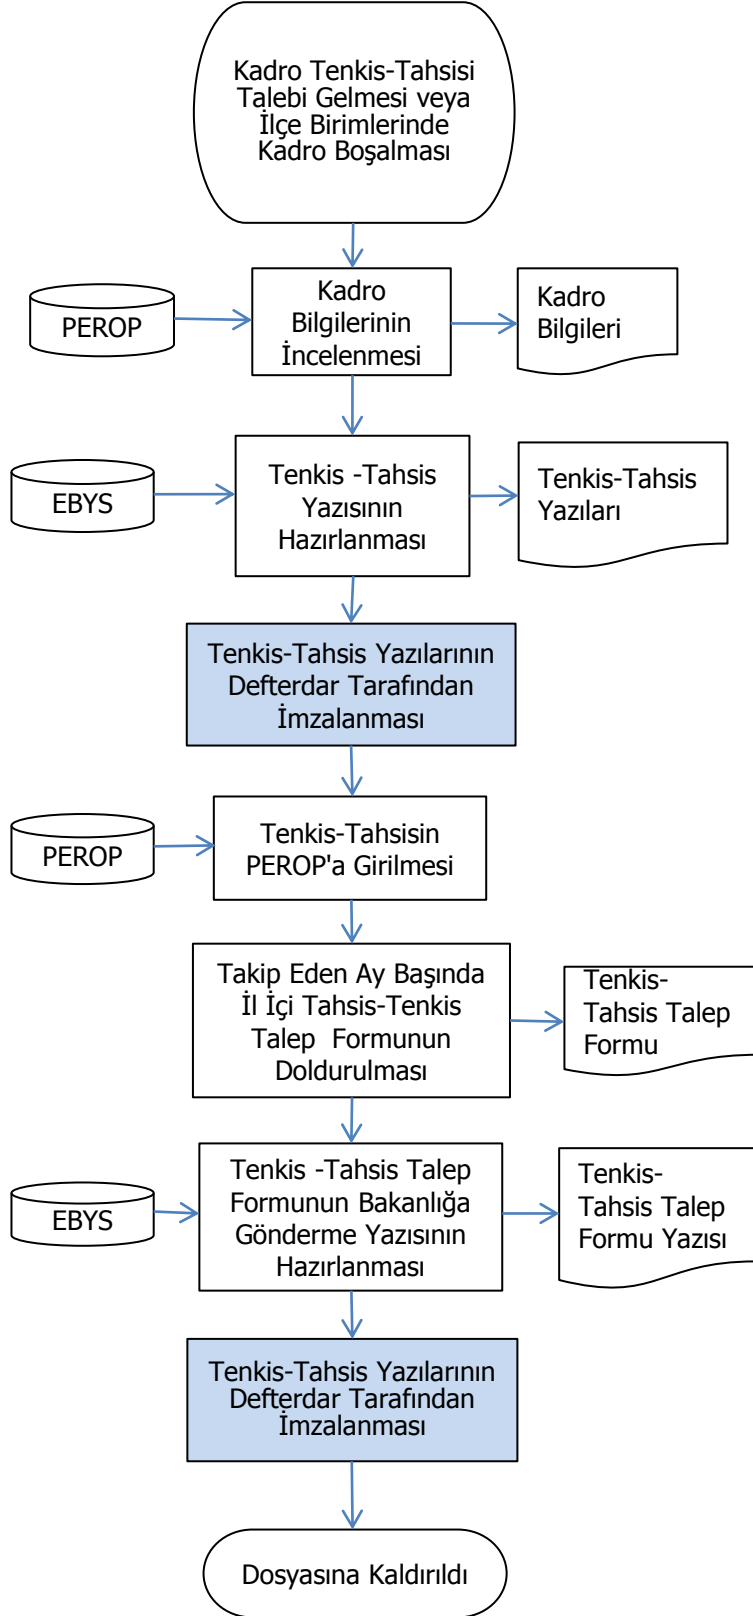 Kadro Tenkis-Tahsisi
Talebi Gelmesi veya
İlçe Birimlerinde
Kadro Boşalması
PEROP
Kadro
Bilgilerinin
İncelenmesi
Kadro
Bilgileri
EBYS
Tenkis -Tahsis
Yazısının
Hazırlanması
Tenkis-Tahsis
Yazıları
Tenkis-Tahsis Yazılarının
Defterdar Tarafından
İmzalanması
PEROP
Tenkis-Tahsisin
PEROP'a Girilmesi
Takip Eden Ay Başında
İl İçi Tahsis-Tenkis
Talep  Formunun
Doldurulması
Tenkis-
Tahsis Talep
Formu
EBYS
Tenkis -Tahsis Talep
Formunun Bakanlığa
Gönderme Yazısının
Hazırlanması
Tenkis-
Tahsis Talep
Formu Yazısı
Tenkis-Tahsis Yazılarının
Defterdar Tarafından
İmzalanması
Dosyasına Kaldırıldı